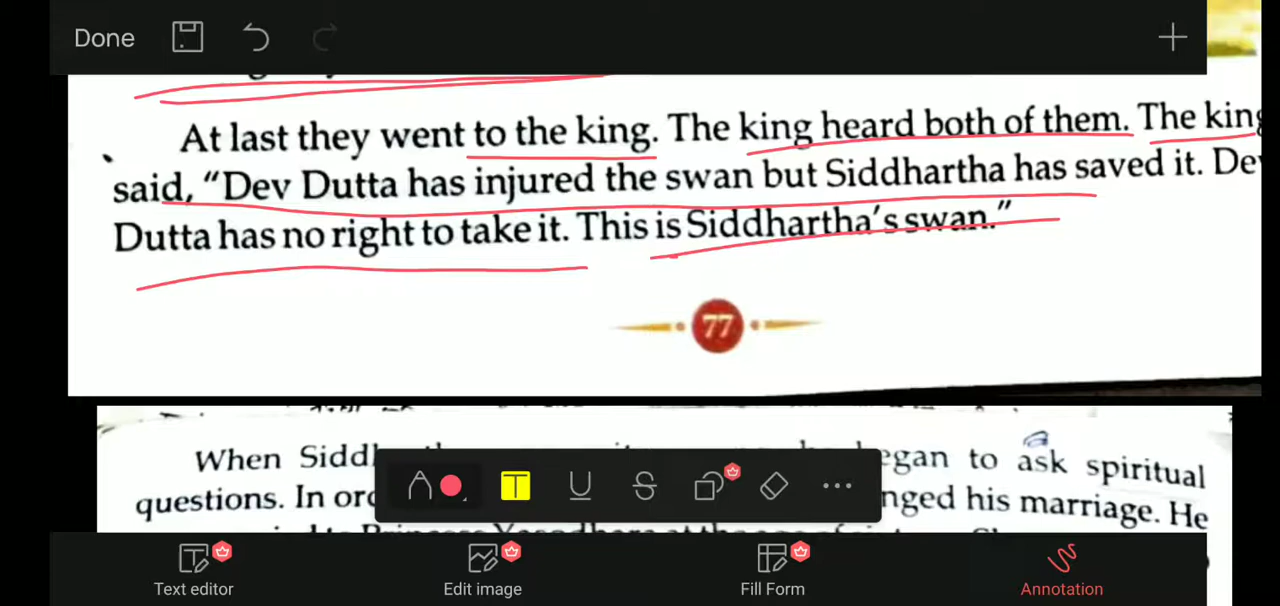 Done
At last they went to the king. The king heard both of them. The king
said, "Dev Dutta has injured the swan but Siddhartha has saved it. De
Dutta has no right to take it. This is Siddhartha's swan."
77
When Siddh egan to ask spiritual
questions. In ord nged his marriage. He
Text editor
Edit image
Fill Form
Annotation